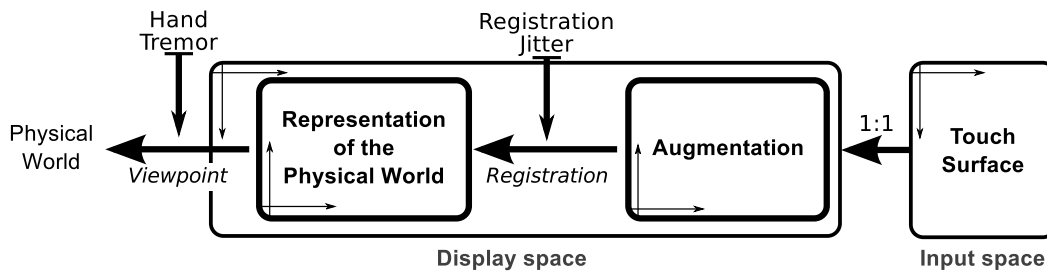 Hand
Tremor
Registration
Jitter
Physical
World
Viewpoint
Representation
of the
Physical World
Registration
Augmentation
1:1
Touch
Surface
Display space
Input space